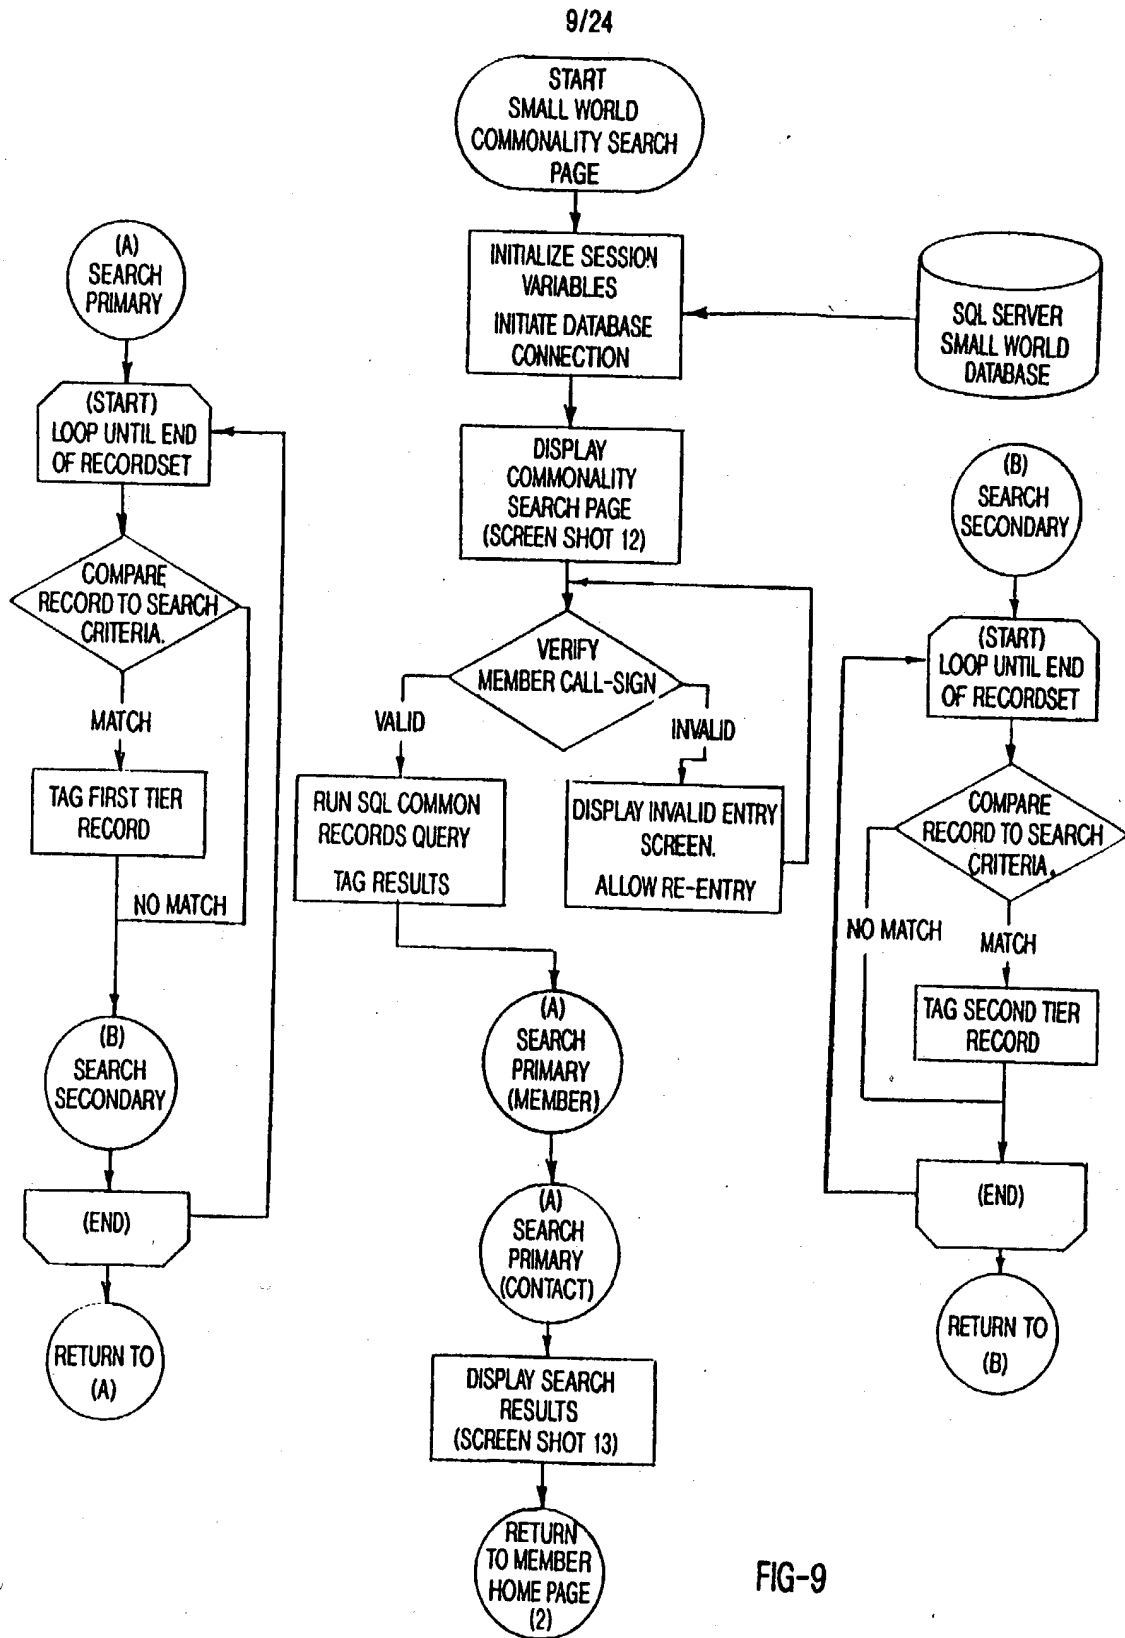 9/24
START
SMALL WORLD
COMMONALITY SEARCH
PAGE
INITIALIZE SESSION
VARIABLES
INITIATE DATABASE
CONNECTION
SQL SERVER
SMALL WORLD
DATABASE
DISPLAY
COMMONALITY
SEARCH PAGE
(SCREEN SHOT 12)
VERIFY
MEMBER CALL-SIGN
VALID
INVALID
RUN SQL COMMON
RECORDS QUERY
TAG RESULTS
DISPLAY INVALID ENTRY
SCREEN.
ALLOW RE-ENTRY
(A)
SEARCH
PRIMARY
(MEMBER)
(A)
SEARCH
PRIMARY
(CONTACT)
DISPLAY SEARCH
RESULTS
(SCREEN SHOT 13)
RETURN
TO MEMBER
HOME PAGE
(2)
(A)
SEARCH
PRIMARY
(START)
LOOP UNTIL END
OF RECORDSET
COMPARE
RECORD TO SEARCH
CRITERIA.
MATCH
TAG FIRST TIER
RECORD
NO MATCH
(B)
SEARCH
SECONDARY
(END)
RETURN TO
(A)
(B)
SEARCH
SECONDARY
(START)
LOOP UNTIL END
OF RECORDSET
COMPARE
RECORD TO SEARCH
CRITERIA.
NO MATCH
MATCH
TAG SECOND TIER
RECORD
(END)
RETURN TO
(B)
FIG-9